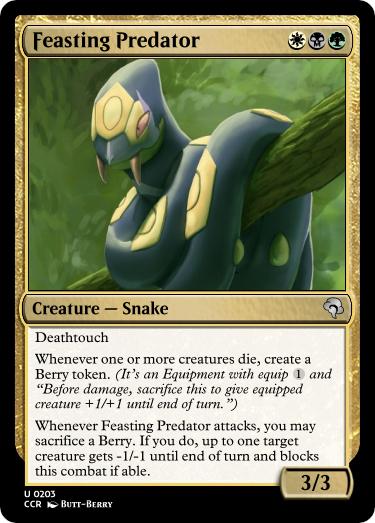 Feasting Predator
Creature — Snake
Deathtouch
Whenever one or more creatures die, create a
Berry token. (It's an Equipment with equip 1 and
“Before damage, sacrifice this to give equipped
creature +1/+1 until end of turn.”)
Whenever Feasting Predator attacks, you may
sacrifice a Berry. If you do, up to one target
creature gets -1/-1 until end of turn and blocks
this combat if able.
3/3
U 0203
CCR Butt-Berry